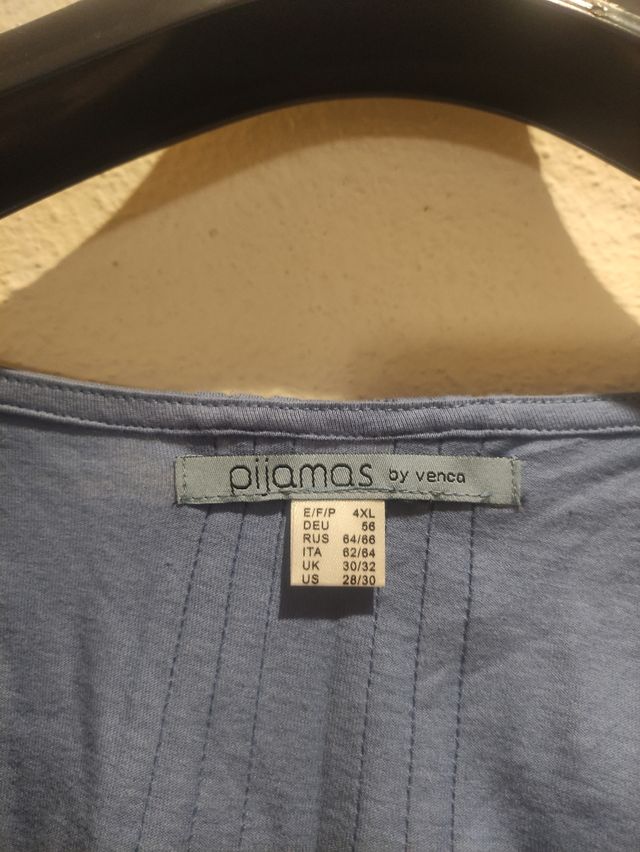 pijamas by venca
E/F/P 4XL
DEU 56
RUS 64/66
ITA 62/64
UK 30/32
US 28/30